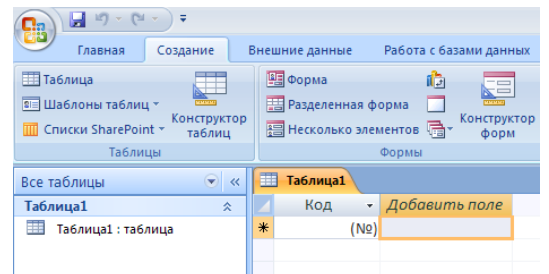 Главная Создание Внешние данные Работа с базами данных
Таблица
Шаблоны таблиц
Списки SharePoint
Конструктор таблиц
Таблицы
Форма
Разделенная форма
Несколько элементов
Конструктор форм
Формы
Все таблицы
Таблица1
Таблица1 : таблица
Таблица1
Код Добавить поле
(№)